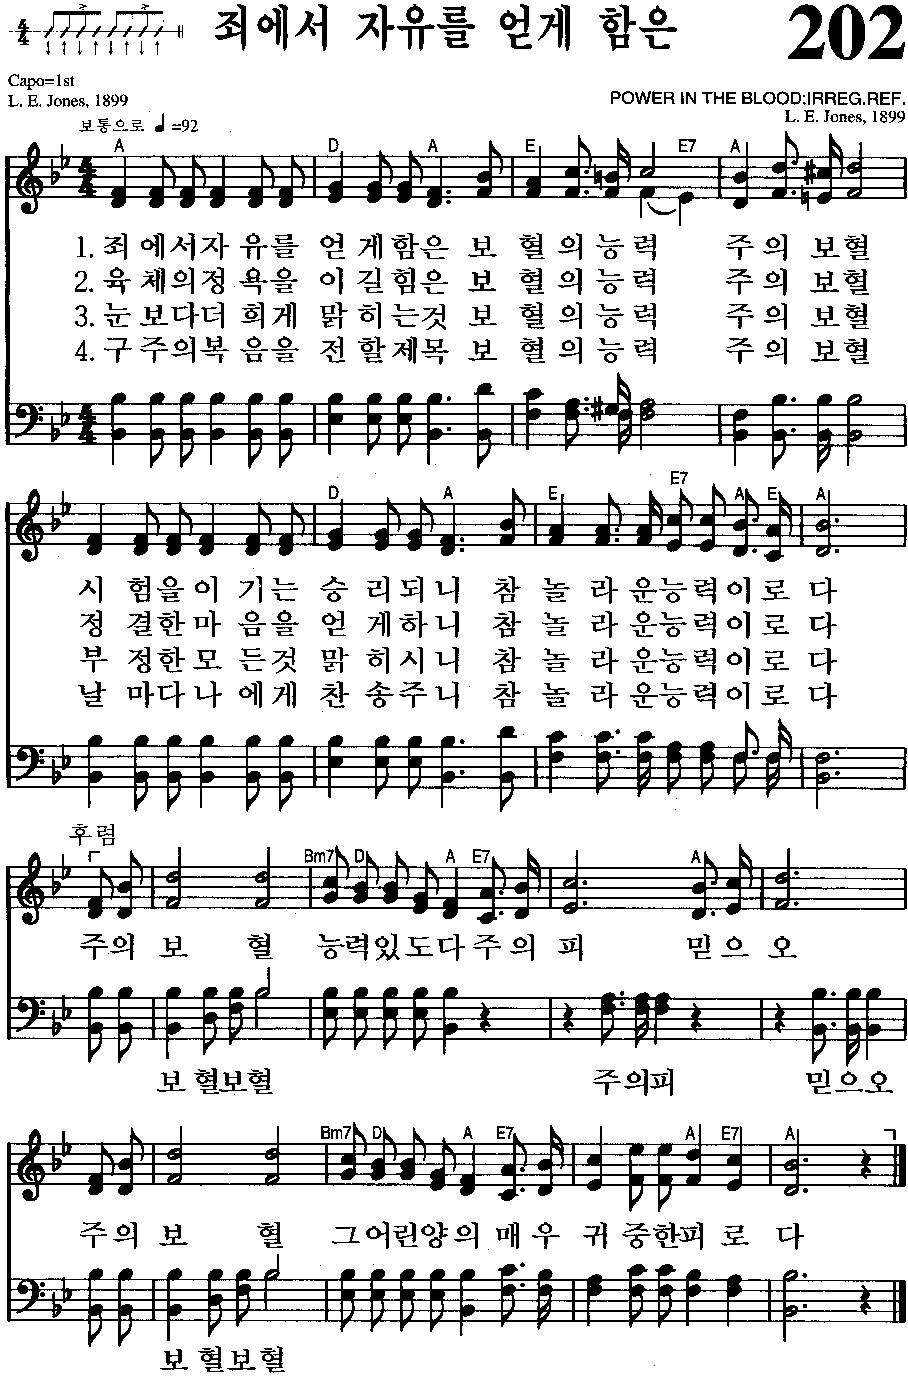 죄에서 자유를 얻게 함은 202
Capo=1st
L. E. Jones, 1899
POWER IN THE BLOOD:IRREG.REF.
L. E. Jones, 1899
보통으로 ♩=92
A D A E E7 A
1. 죄에서자유를 얻게함은 보혈의능력 주의 보혈
2. 육체의정욕을 이길힘은 보혈의능력 주의 보혈
3. 눈보다더희게 맑히는것 보혈의능력 주의 보혈
4. 구주의복음을 전할제목 보혈의능력 주의 보혈
D A E E7 A E A
시험을이기는 승리되니 참놀라운능력이로다
정결한마음을 얻게하니 참놀라운능력이로다
부정한모든것 맑히시니 참놀라운능력이로다
날마다나에게 찬송주니 참놀라운능력이로다
후렴
Bm7 D A E7 A
주의 보 혈 능력있도다주의 피 믿으오
보혈보혈 주의피 믿으오
Bm7 D A E7 A E7 A
주의 보 혈 그어린양의매우귀중한피로다
보혈보혈